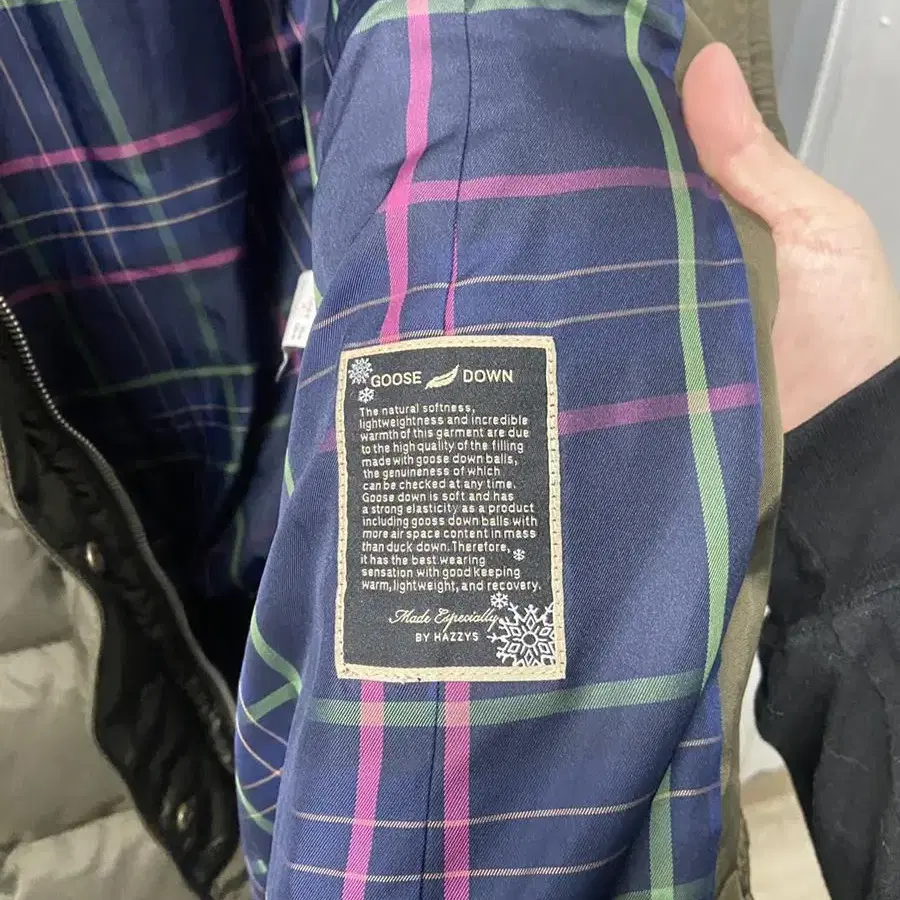 GOOSE DOWN
The natural softness,
lightweightness and incredible
warmth of this garment are due
to the high quality of the filling
made with goose down balls,
the genuineness of which
can be checked at any time.
Goose down is soft and has
a strong elasticity as a product
including gooss down balls with
more air space content in mass
than duck down. Therefore,
it has the best wearing
sensation with good keeping
warm, lightweight, and recovery.
Made Especially
BY HAZZYS